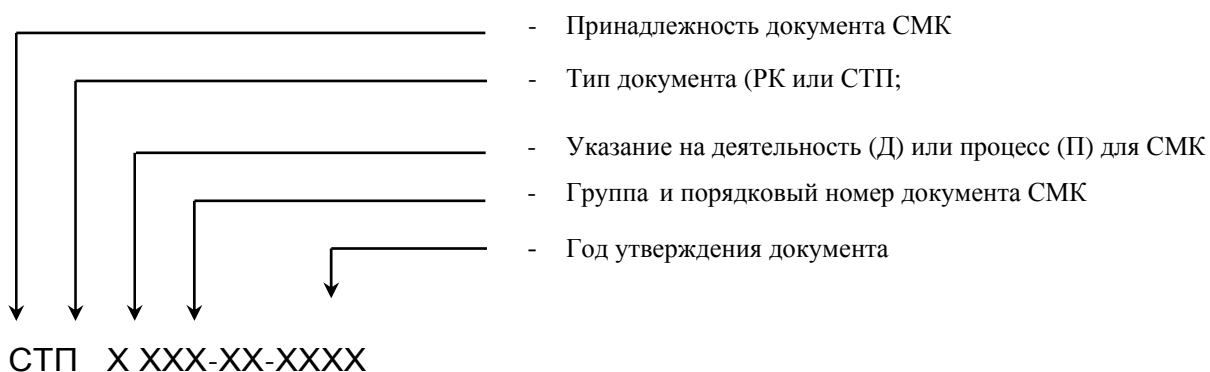 - Принадлежность документа СМК
- Тип документа (РК или СТП;
- Указание на деятельность (Д) или процесс (П) для СМК
- Группа и порядковый номер документа СМК
- Год утверждения документа
СТП Х ХХХ-ХХ-ХХХХ